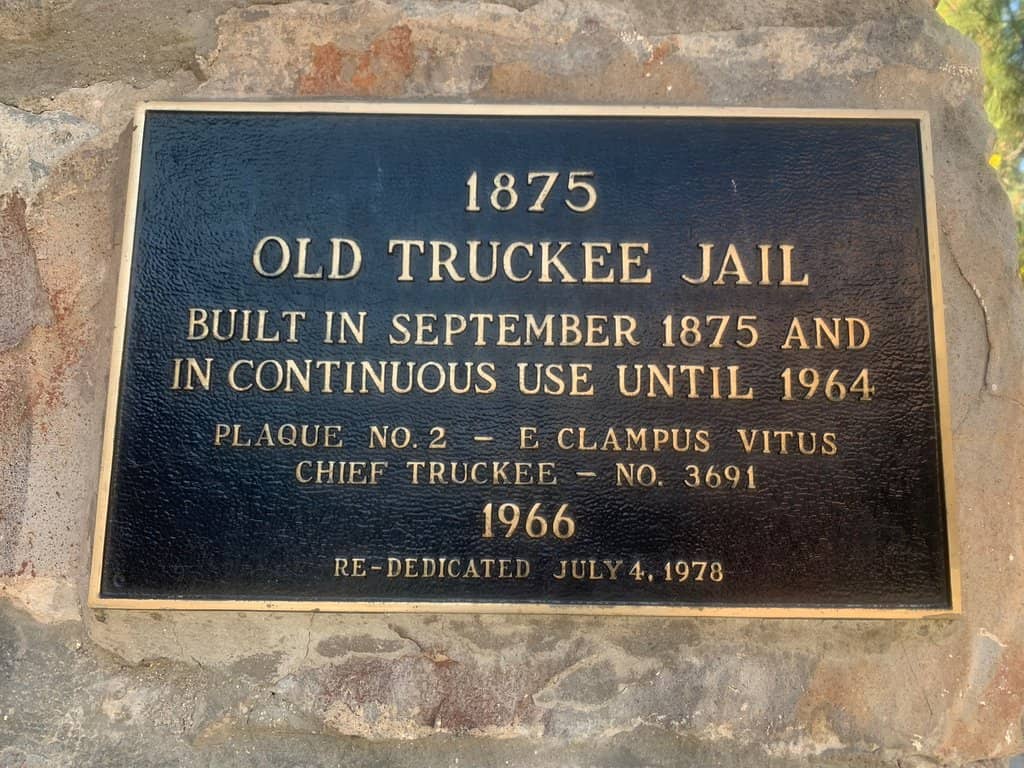 1875
OLD TRUCKEE JAIL
BUILT IN SEPTEMBER 1875 AND
IN CONTINUOUS USE UNTIL 1964
PLAQUE NO. 2 – E CLAMPUS VITUS
CHIEF TRUCKEE – NO. 3691
1966
RE-DEDICATED JULY 4, 1978